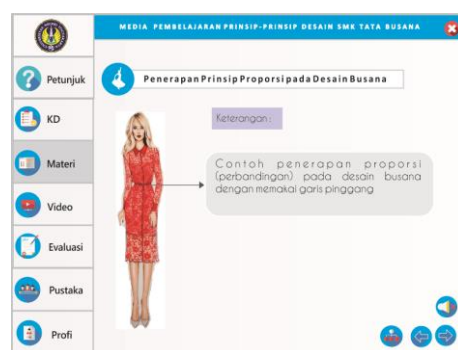 MEDIA PEMBELAJARAN PRINSIP-PRINSIP DESAIN SMK TATA BUSANA
Petunjuk
KD
Materi
Video
Evaluasi
Pustaka
Profi
Penerapan Prinsip Proporsi pada Desain Busana
Keterangan :
Contoh penerapan proporsi
(perbandingan) pada desain busana
dengan memakai garis pinggang